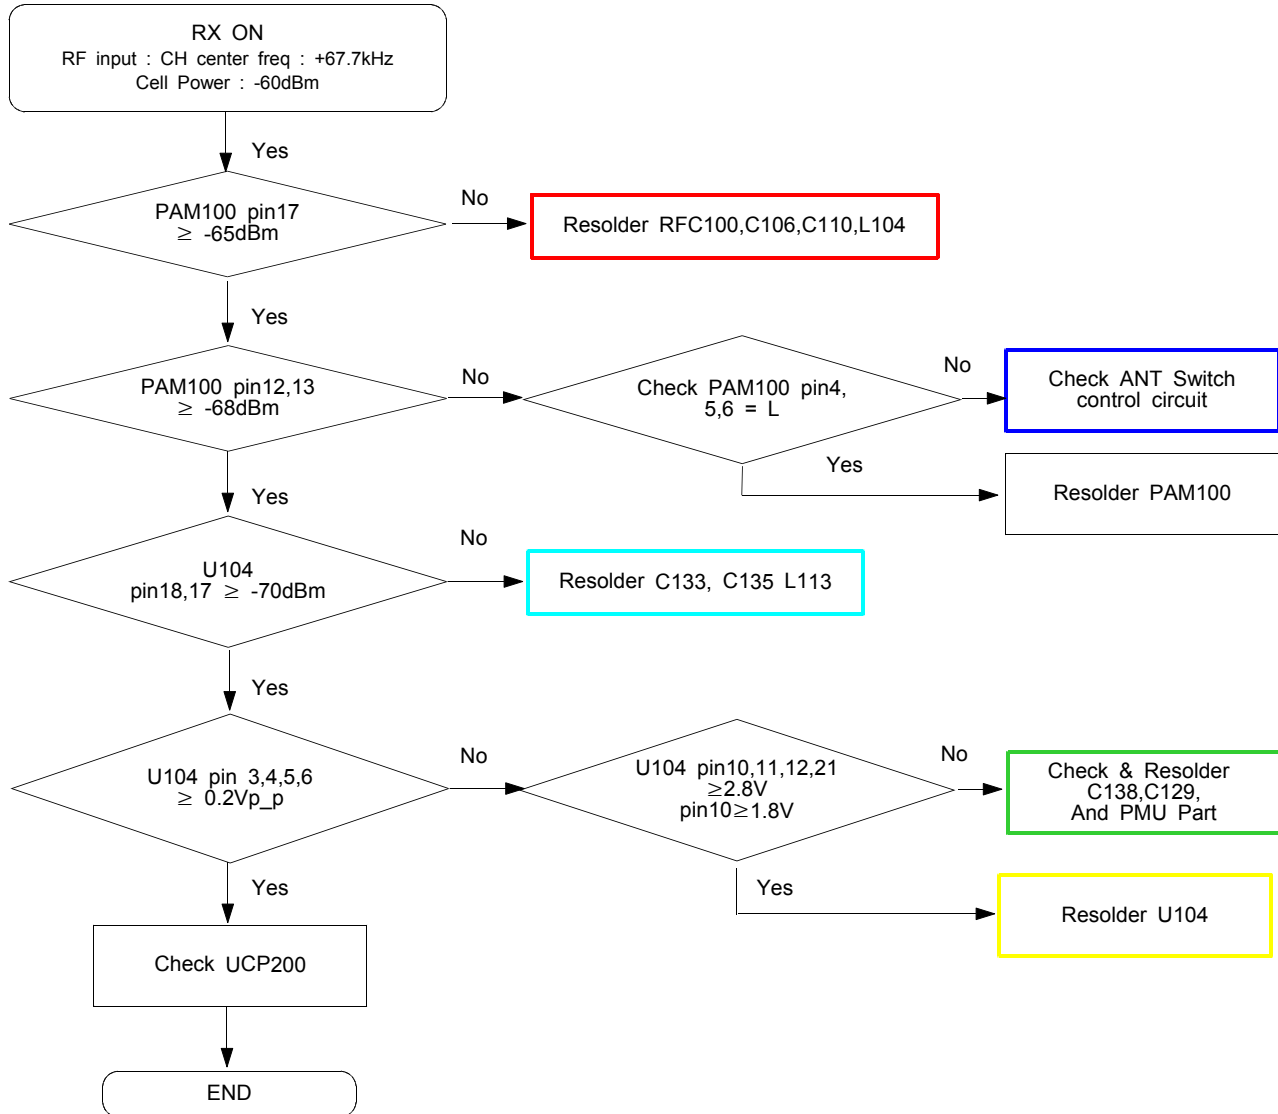 RX ON
RF input : CH center freq : +67.7kHz
Cell Power : -60dBm
Yes
PAM100 pin17
≥ -65dBm
No
Resolder RFC100,C106,C110,L104
Yes
PAM100 pin12,13
≥ -68dBm
No
Check PAM100 pin4,
5,6 = L
No
Check ANT Switch
control circuit
Yes
Resolder PAM100
Yes
U104
pin18,17 ≥ -70dBm
No
Resolder C133, C135 L113
Yes
U104 pin 3,4,5,6
≥ 0.2Vp_p
No
U104 pin10,11,12,21
≥2.8V
pin10≥1.8V
No
Check & Resolder
C138,C129,
And PMU Part
Yes
Resolder U104
Yes
Check UCP200
END